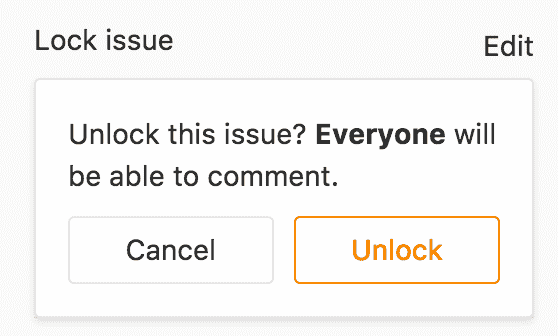 Lock issue
Edit
Unlock this issue? Everyone will
be able to comment.
Cancel
Unlock